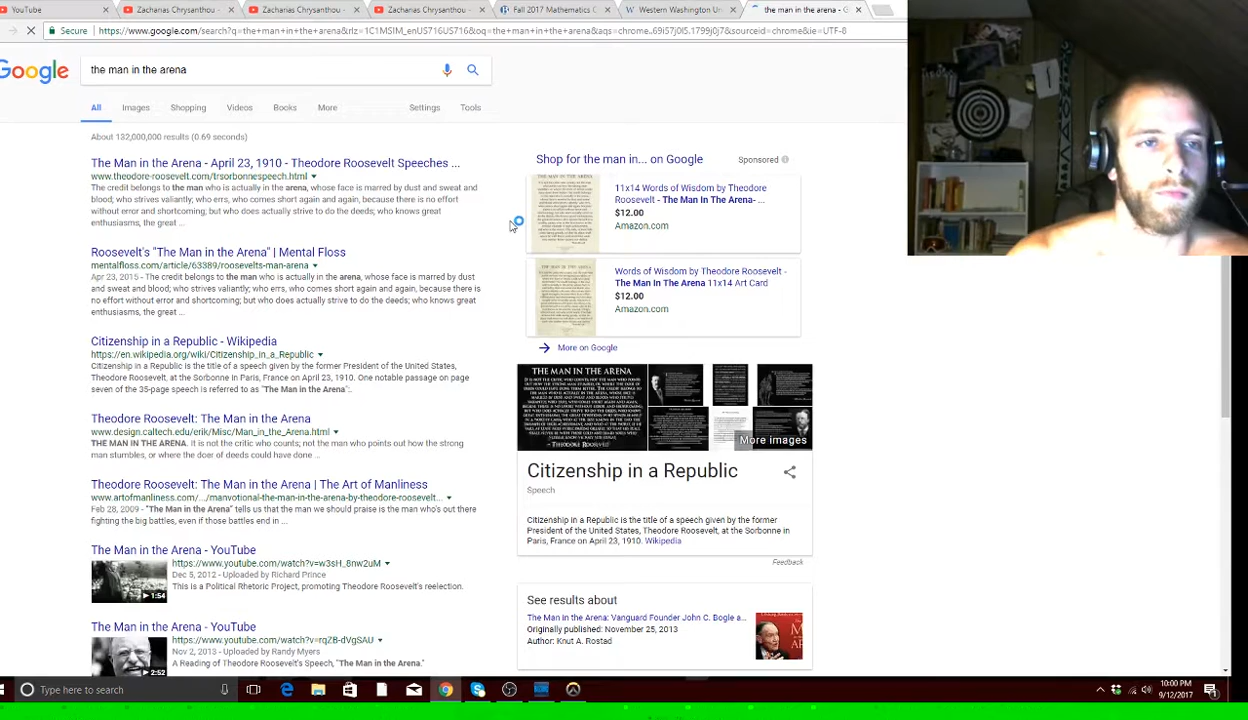 YouTube
Zacharias Chrysanthou
Zacharias Chrysanthou
Zacharias Chrysanthou
Fall 2017 Mathematics C
Western Washington Un
the man in the arena - G
Secure
https://www.google.com/search?q=the+man+in+the+arena&rlz=1C1MSIM_enUS716US716&oq=the+man+in+the+arena&aqs=chrome..69i57j0l5.1799j0j7&sourceid=chrome&ie=UTF-8
Google
the man in the arena
All Images Shopping Videos Books More Settings Tools
About 132,000,000 results (0.69 seconds)
The Man in the Arena - April 23, 1910 - Theodore Roosevelt Speeches ...
www.theodore-roosevelt.com/trsorbonnespeech.html
The credit belongs to the man who is actually in the arena, whose face is marred by dust and sweat and
blood; who strives valiantly; who errs, who comes short again and again, because there is no effort
without error and shortcoming; but who does actually strive to do the deeds; who knows great
enthusiasms, the great ...
Roosevelt's "The Man in the Arena" | Mental Floss
mentalfloss.com/article/63389/roosevelts-man-arena
Apr 23, 2015 - The credit belongs to the man who is actually in the arena, whose face is marred by dust
and sweat and blood; who strives valiantly; who errs, who comes short again and again, because there is
no effort without error and shortcoming; but who does actually strive to do the deeds; who knows great
enthusiasms, the great ...
Citizenship in a Republic - Wikipedia
https://en.wikipedia.org/wiki/Citizenship_in_a_Republic
Citizenship in a Republic is the title of a speech given by the former President of the United States,
Theodore Roosevelt, at the Sorbonne in Paris, France on April 23, 1910. One notable passage on page
seven of the 35-page speech is referred to as "The Man in the Arena":
Theodore Roosevelt: The Man in the Arena
www.design.caltech.edu/erik/Misc/Man_in_the_Arena.html
THE MAN IN THE ARENA. It is not the critic who counts; not the man who points out how the strong
man stumbles, or where the doer of deeds could have done ...
Theodore Roosevelt: The Man in the Arena | The Art of Manliness
www.artofmanliness.com/.../manvotional-the-man-in-the-arena-by-theodore-roosevelt...
Feb 28, 2009 - "The Man in the Arena" tells us that the man we should praise is the man who's out there
fighting the big battles, even if those battles end in ...
The Man in the Arena - YouTube
https://www.youtube.com/watch?v=w3sH_8nw2uM
Dec 5, 2012 - Uploaded by Richard Prince
This is a Political Rhetoric Project, promoting Theodore Roosevelt's reelection.
1:54
The Man in the Arena - YouTube
https://www.youtube.com/watch?v=rqZB-dVgSAU
Nov 2, 2013 - Uploaded by Randy Myers
A Reading of Theodore Roosevelt's Speech, "The Man in the Arena."
2:52
Shop for the man in... on Google
Sponsored
11x14 Words of Wisdom by Theodore
Roosevelt - The Man In The Arena- ...
$12.00
Amazon.com
Words of Wisdom by Theodore Roosevelt -
The Man In The Arena 11x14 Art Card
$12.00
Amazon.com
More on Google
THE MAN IN THE ARENA
THEODORE ROOSEVELT
More images
Citizenship in a Republic
Speech
Citizenship in a Republic is the title of a speech given by the former
President of the United States, Theodore Roosevelt, at the Sorbonne in
Paris, France on April 23, 1910. Wikipedia
Feedback
See results about
The Man in the Arena: Vanguard Founder John C. Bogle a...
Originally published: November 25, 2013
Author: Knut A. Rostad
Type here to search
10:00 PM
9/12/2017